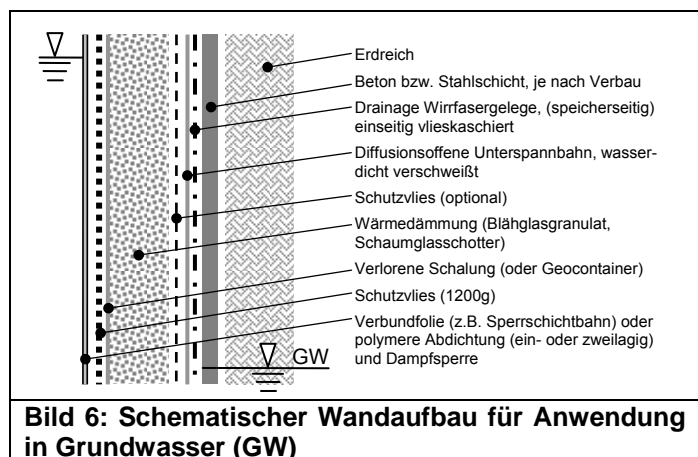 Erdreich
Beton bzw. Stahlschicht, je nach Verbau
Drainage Wirrfasergelege, (speicherseitig)
einseitig vlieskaschiert
Diffusionsoffene Unterspannbahn, wasser-
dicht verschweißt
Schutzvlies (optional)
Wärmedämmung (Blähglasgranulat,
Schaumglasschotter)
Verlorene Schalung (oder Geocontainer)
Schutzvlies (1200g)
Verbundfolie (z.B. Sperrschichtbahn) oder
polymere Abdichtung (ein- oder zweilagig)
und Dampfsperre
GW
Bild 6: Schematischer Wandaufbau für Anwendung
in Grundwasser (GW)